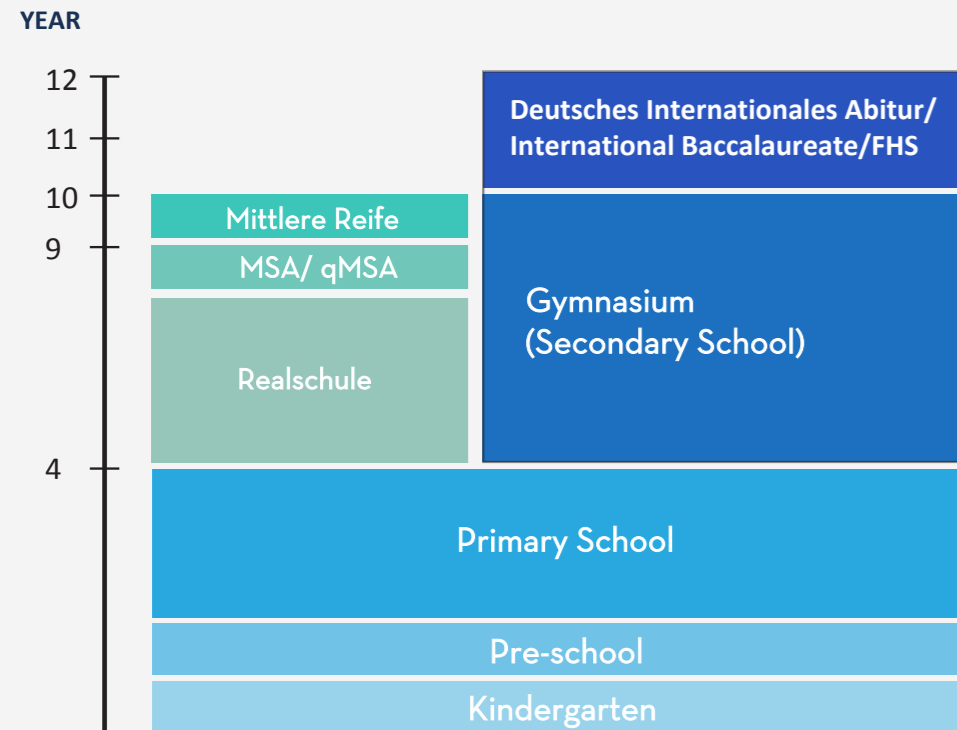 YEAR
12
Deutsches Internationales Abitur/
International Baccalaureate/FHS
11
10
Mittlere Reife
9
MSA/ qMSA
Gymnasium
(Secondary School)
Realschule
4
Primary School
Pre-school
Kindergarten